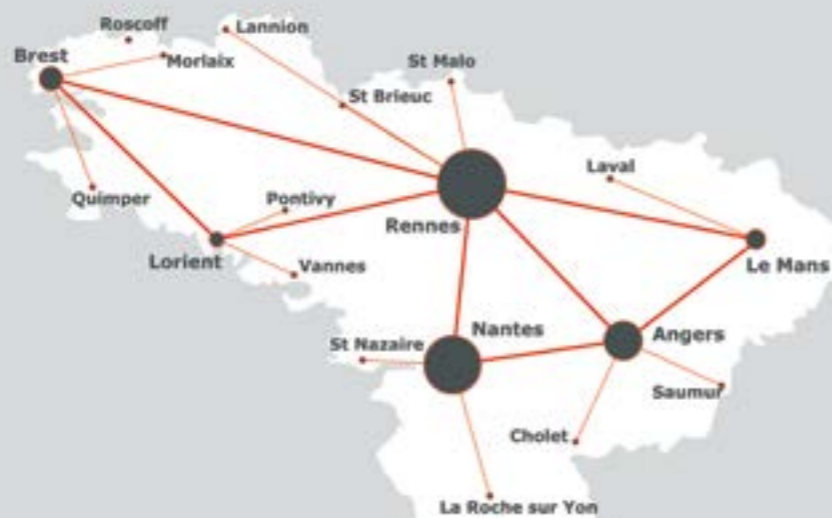 Roscoff
Lannion
Brest
Morlaix
St Malo
St Brieuc
Laval
Quimper
Pontivy
Rennes
Lorient
Vannes
Le Mans
Nantes
Angers
St Nazaire
Saumur
Cholet
La Roche sur Yon